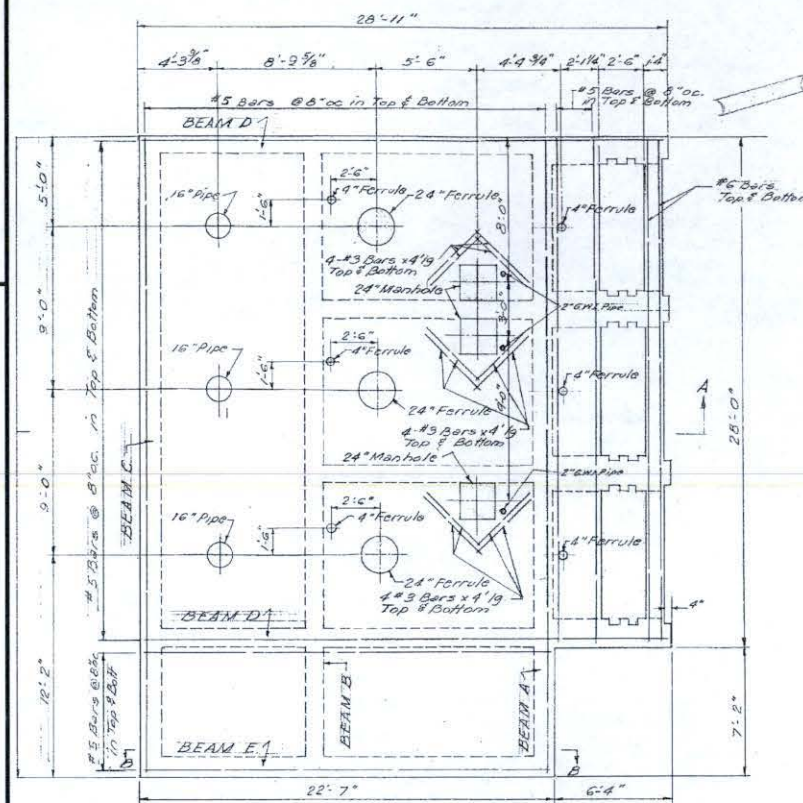 28'-11"
4'-3 3/8" 8'-9 5/8" 5'-6" 4'-4 3/4" 2'-1 1/4" 2'-6" 1'-4"
#5 Bars @ 8" oc in Top & Bottom
#5 Bars @ 8" oc.
in Top & Bottom
BEAM D
5'-0"
9'-0"
9'-0"
12'-2"
2'-6"
4" Ferrule
24" Ferrule
1'-6"
16" Pipe
8'-0"
4" Ferrule
#6 Bars
Top & Bottom
4-#3 Bars x 4' lg
Top & Bottom
24" Manhole
3'-0"
2" G.W.I. Pipe
16" Pipe
2'-6"
4" Ferrule
1'-6"
4" Ferrule
24" Ferrule
4'-0"
4-#3 Bars x 4' lg
Top & Bottom
24" Manhole
A
28'-0"
BEAM C
#5 Bars @ 8" o.c. in Top & Bottom
2" G.W.I. Pipe
16" Pipe
2'-6"
4" Ferrule
1'-6"
4" Ferrule
24" Ferrule
4 #3 Bars x 4' lg
Top & Bottom
BEAM D
4"
#5 Bars @ 8" oc
in Top & Bott
BEAM B
BEAM A
BEAM E
7'-2"
B
B
22'-7"
6'-4"